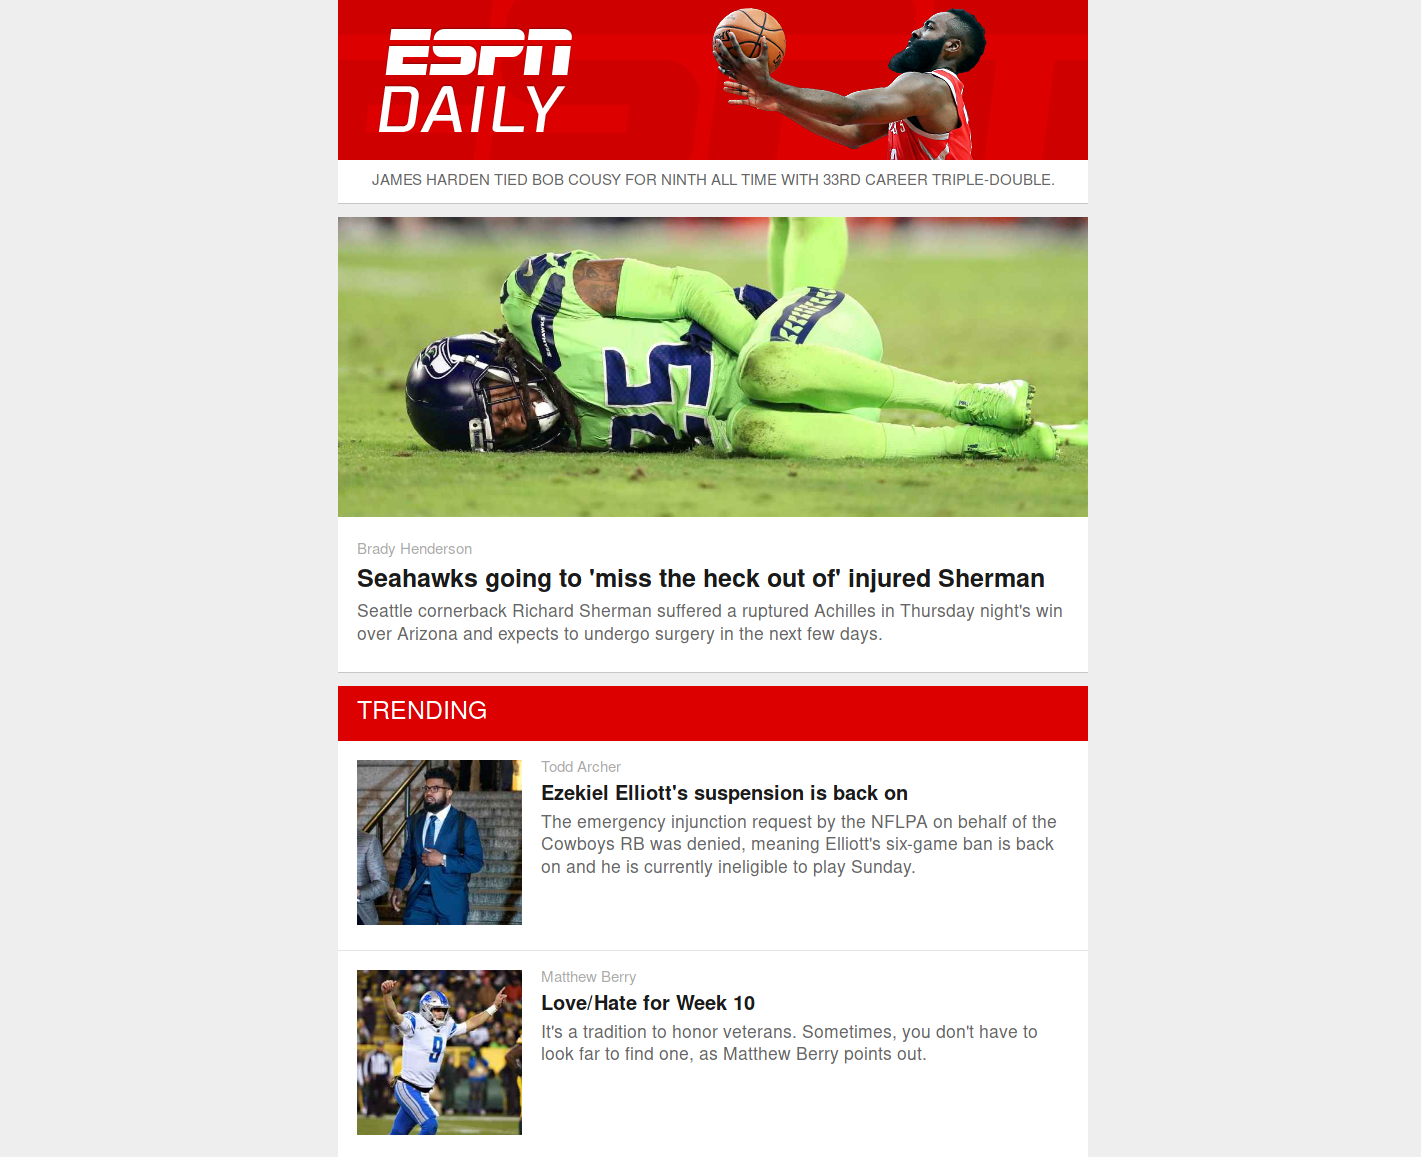 ESPN
DAILY
JAMES HARDEN TIED BOB COUSY FOR NINTH ALL TIME WITH 33RD CAREER TRIPLE-DOUBLE.
SEAHAWKS
25
Brady Henderson
Seahawks going to 'miss the heck out of' injured Sherman
Seattle cornerback Richard Sherman suffered a ruptured Achilles in Thursday night's win
over Arizona and expects to undergo surgery in the next few days.
TRENDING
Todd Archer
Ezekiel Elliott's suspension is back on
The emergency injunction request by the NFLPA on behalf of the
Cowboys RB was denied, meaning Elliott's six-game ban is back
on and he is currently ineligible to play Sunday.
Matthew Berry
Love/Hate for Week 10
It's a tradition to honor veterans. Sometimes, you don't have to
look far to find one, as Matthew Berry points out.
9